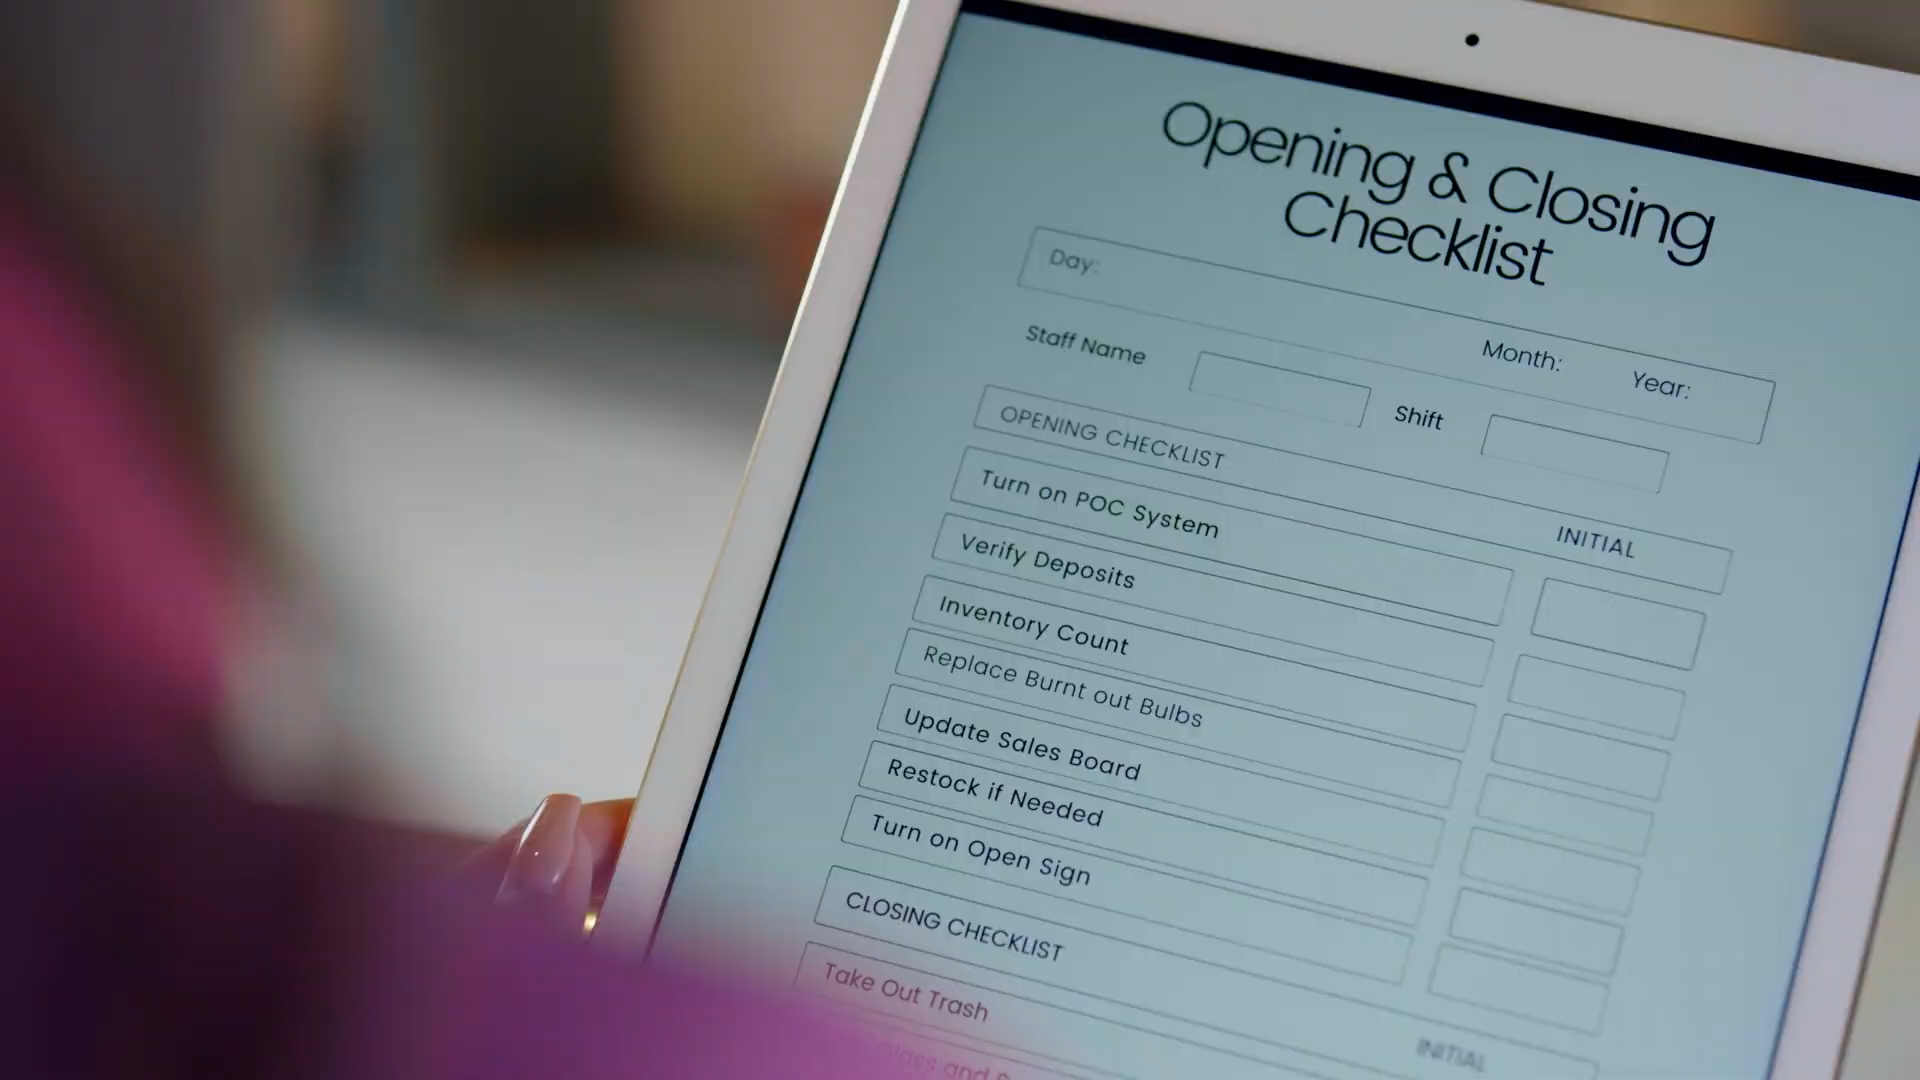 Opening & Closing
Checklist
Day:
Month:
Year:
Staff Name
Shift
OPENING CHECKLIST
INITIAL
Turn on POC System
Verify Deposits
Inventory Count
Replace Burnt out Bulbs
Update Sales Board
Restock if Needed
Turn on Open Sign
CLOSING CHECKLIST
INITIAL
Take Out Trash
and